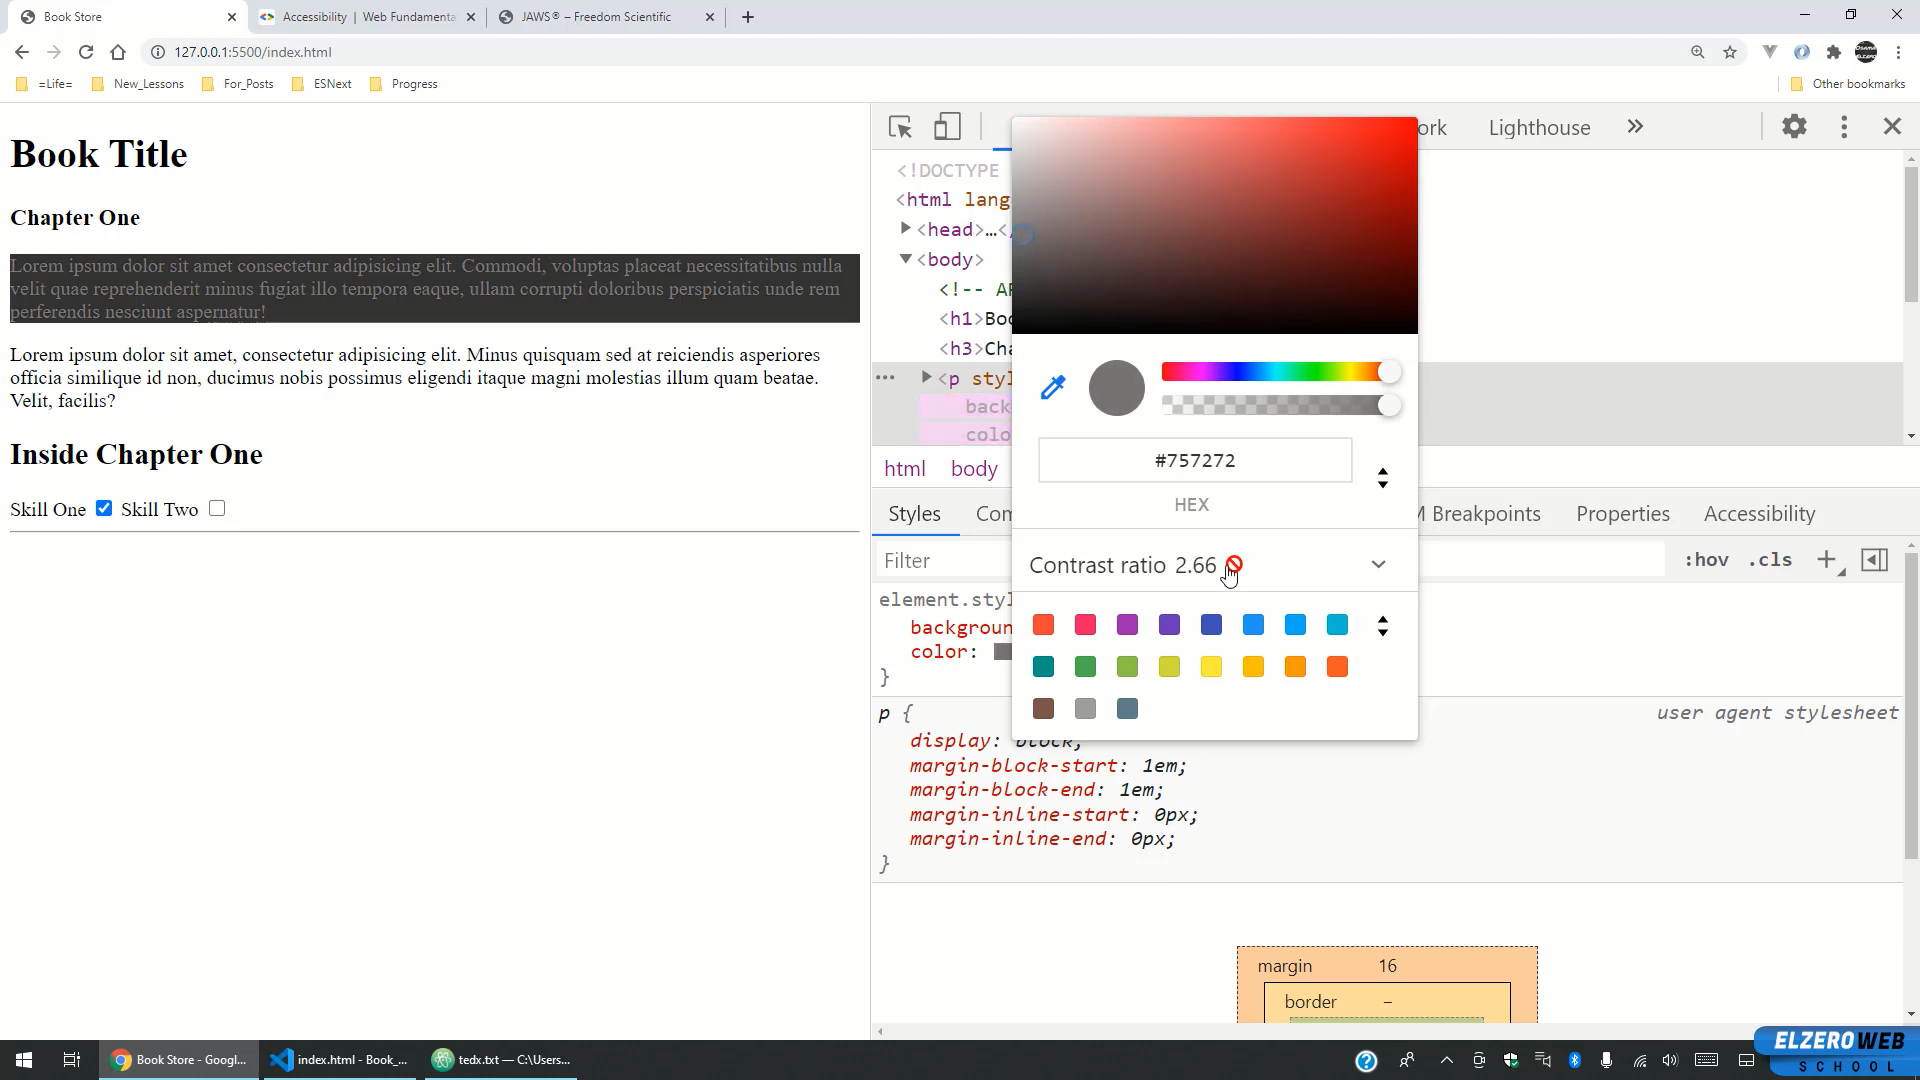 Book Store
Accessibility | Web Fundamenta
JAWS® – Freedom Scientific
127.0.0.1:5500/index.html
=Life=
New_Lessons
For_Posts
ESNext
Progress
Other bookmarks
Book Title
Chapter One
Lorem ipsum dolor sit amet consectetur adipisicing elit. Commodi, voluptas placeat necessitatibus nulla
velit quae reprehenderit minus fugiat illo tempora eaque, ullam corrupti doloribus perspiciatis unde rem
perferendis nesciunt aspernatur!
Lorem ipsum dolor sit amet, consectetur adipisicing elit. Minus quisquam sed at reiciendis asperiores
officia similique id non, ducimus nobis possimus eligendi itaque magni molestias illum quam beatae.
Velit, facilis?
Inside Chapter One
Skill One Skill Two
ork
Lighthouse
<!DOCTYPE
<html lang
<head>…<
<body>
<!-- AR
<h1>Boo
<h3>Cha
<p sty
back
colo
html body
Styles
Com
M Breakpoints
Properties
Accessibility
Filter
:hov .cls
element.sty
backgroun
color:
}
p {
user agent stylesheet
display: block;
margin-block-start: 1em;
margin-block-end: 1em;
margin-inline-start: 0px;
margin-inline-end: 0px;
}
#757272
HEX
Contrast ratio 2.66
margin 16
border –
Book Store - Googl...
index.html - Book_...
tedx.txt — C:\Users...
ELZEROWEB
SCHOOL